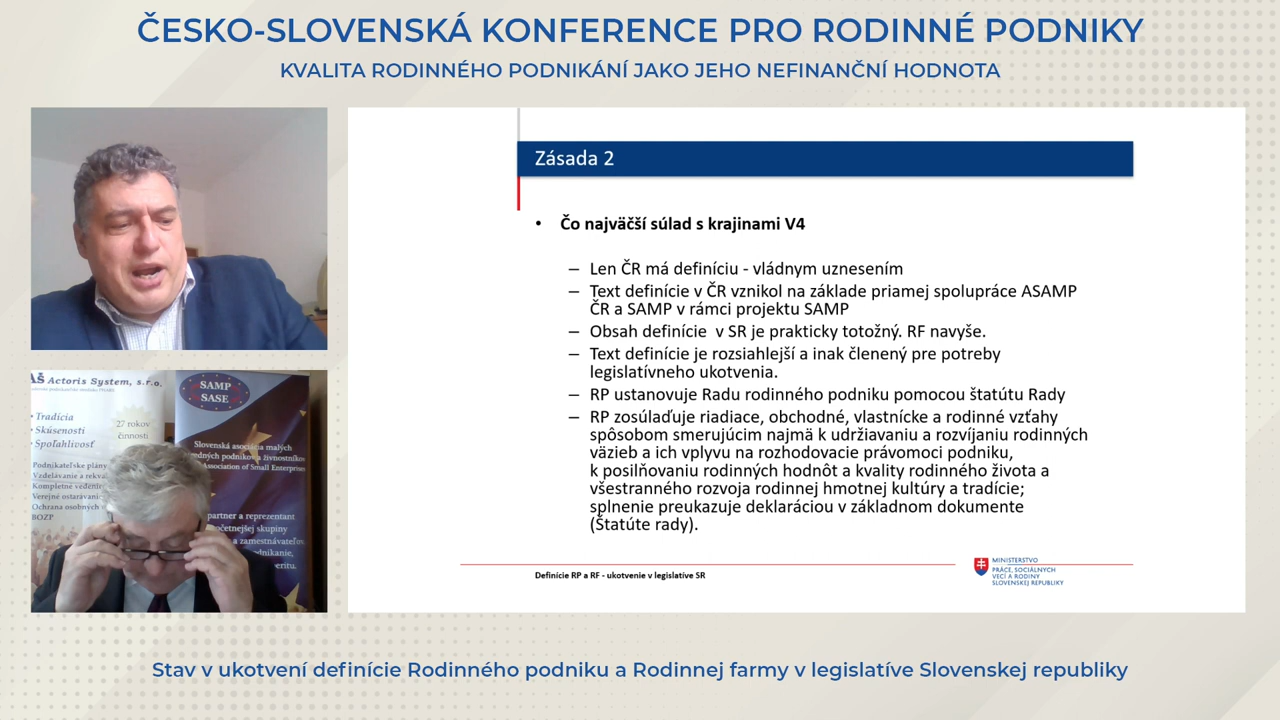 ČESKO-SLOVENSKÁ KONFERENCE PRO RODINNÉ PODNIKY
KVALITA RODINNÉHO PODNIKÁNÍ JAKO JEHO NEFINANČNÍ HODNOTA
Zásada 2
• Čo najväčší súlad s krajinami V4
– Len ČR má definíciu - vládnym uznesením
– Text definície v ČR vznikol na základe priamej spolupráce ASAMP
ČR a SAMP v rámci projektu SAMP
– Obsah definície v SR je prakticky totožný. RF navyše.
– Text definície je rozsiahlejší a inak členený pre potreby
legislatívneho ukotvenia.
– RP ustanovuje Radu rodinného podniku pomocou štatútu Rady
– RP zosúlaďuje riadiace, obchodné, vlastnícke a rodinné vzťahy
spôsobom smerujúcim najmä k udržiavaniu a rozvíjaniu rodinných
väzieb a ich vplyvu na rozhodovacie právomoci podniku,
k posilňovaniu rodinných hodnôt a kvality rodinného života a
všestranného rozvoja rodinnej hmotnej kultúry a tradície;
splnenie preukazuje deklaráciou v základnom dokumente
(Štatúte rady).
Definície RP a RF - ukotvenie v legislatíve SR
MINISTERSTVO
PRÁCE, SOCIÁLNYCH
VECÍ A RODINY
SLOVENSKEJ REPUBLIKY
AŠ Actoris System, s.r.o.
• Tradícia
• Skúsenosti
• Spoľahlivosť
27 rokov
činnosti
Podnikateľské plány
Vzdelávanie a rekva
Kompletné vedenie
Verejné ostarávanie
Ochrana osobných
BOZP
SAMP
SASE
Slovenská asociácia malých
podnikov a živnostníkov
Association of Small Enterprises
partner a reprezentant
početnejšej skupiny
a zamestnávateľov
podnikanie,
Stav v ukotvení definície Rodinného podniku a Rodinnej farmy v legislatíve Slovenskej republiky